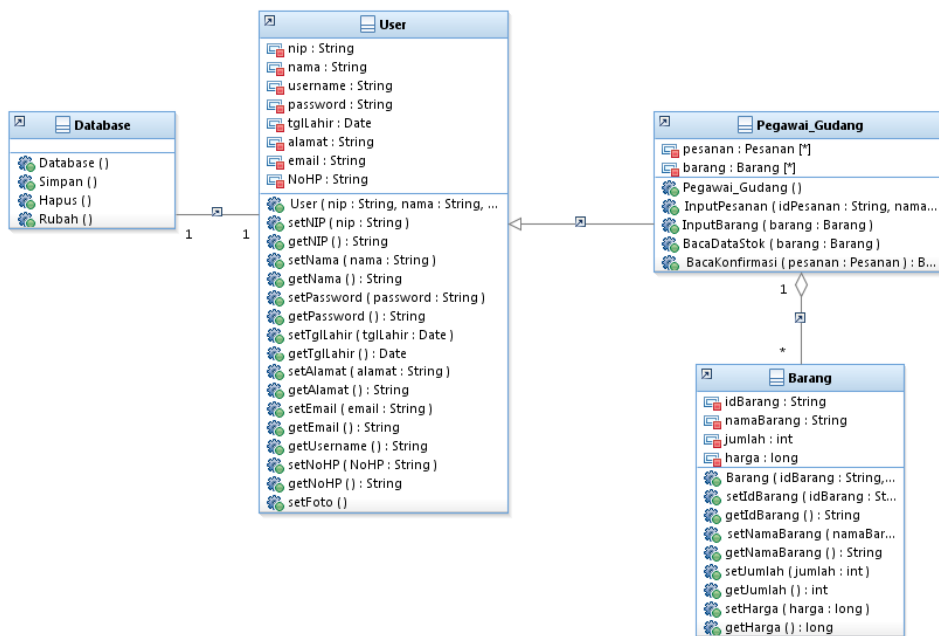 Database
Database ()
Simpan ()
Hapus ()
Rubah ()
1
1
User
nip : String
nama : String
username : String
password : String
tglLahir : Date
alamat : String
email : String
NoHP : String
User ( nip : String, nama : String, ...
setNIP ( nip : String )
getNIP () : String
setNama ( nama : String )
getNama () : String
setPassword ( password : String )
getPassword () : String
setTglLahir ( tglLahir : Date )
getTglLahir () : Date
setAlamat ( alamat : String )
getAlamat () : String
setEmail ( email : String )
getEmail () : String
getUsername () : String
setNoHP ( NoHP : String )
getNoHP () : String
setFoto ()
Pegawai_Gudang
pesanan : Pesanan [*]
barang : Barang [*]
Pegawai_Gudang ()
InputPesanan ( idPesanan : String, nama...
InputBarang ( barang : Barang )
BacaDataStok ( barang : Barang )
BacaKonfirmasi ( pesanan : Pesanan ) : B...
1
*
Barang
idBarang : String
namaBarang : String
jumlah : int
harga : long
Barang ( idBarang : String,...
setIdBarang ( idBarang : St...
getIdBarang () : String
setNamaBarang ( namaBar...
getNamaBarang () : String
setJumlah ( jumlah : int )
getJumlah () : int
setHarga ( harga : long )
getHarga () : long